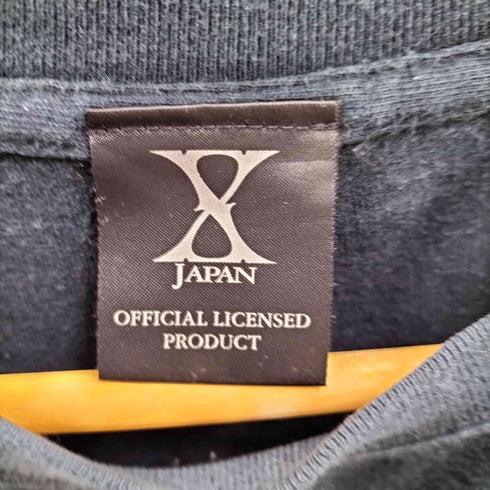 X
JAPAN
OFFICIAL LICENSED
PRODUCT